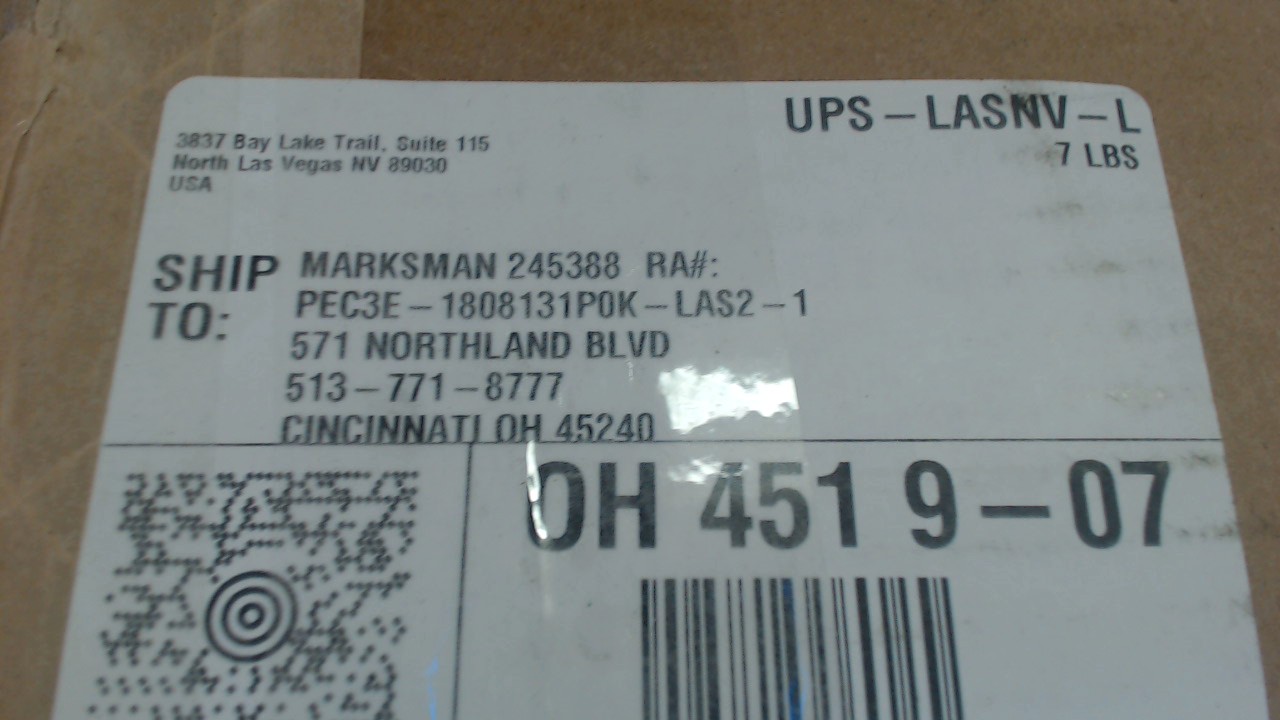 3837 Bay Lake Trail, Suite 115
North Las Vegas NV 89030
USA
UPS-LASNV-L
7 LBS
SHIP TO:
MARKSMAN 245388 RA#:
PEC3E-1808131P0K-LAS2-1
571 NORTHLAND BLVD
513-771-8777
CINCINNATI OH 45240
OH 451 9-07